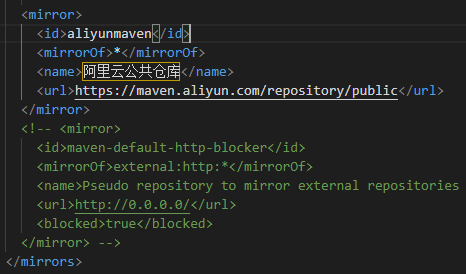 <mirror>
<id>aliyunmaven</id>
<mirrorOf>*</mirrorOf>
<name>阿里云公共仓库</name>
<url>https://maven.aliyun.com/repository/public</url>
</mirror>
<!-- <mirror>
<id>maven-default-http-blocker</id>
<mirrorOf>external:http:*</mirrorOf>
<name>Pseudo repository to mirror external repositories
<url>http://0.0.0.0/</url>
<blocked>true</blocked>
</mirror> -->
</mirrors>